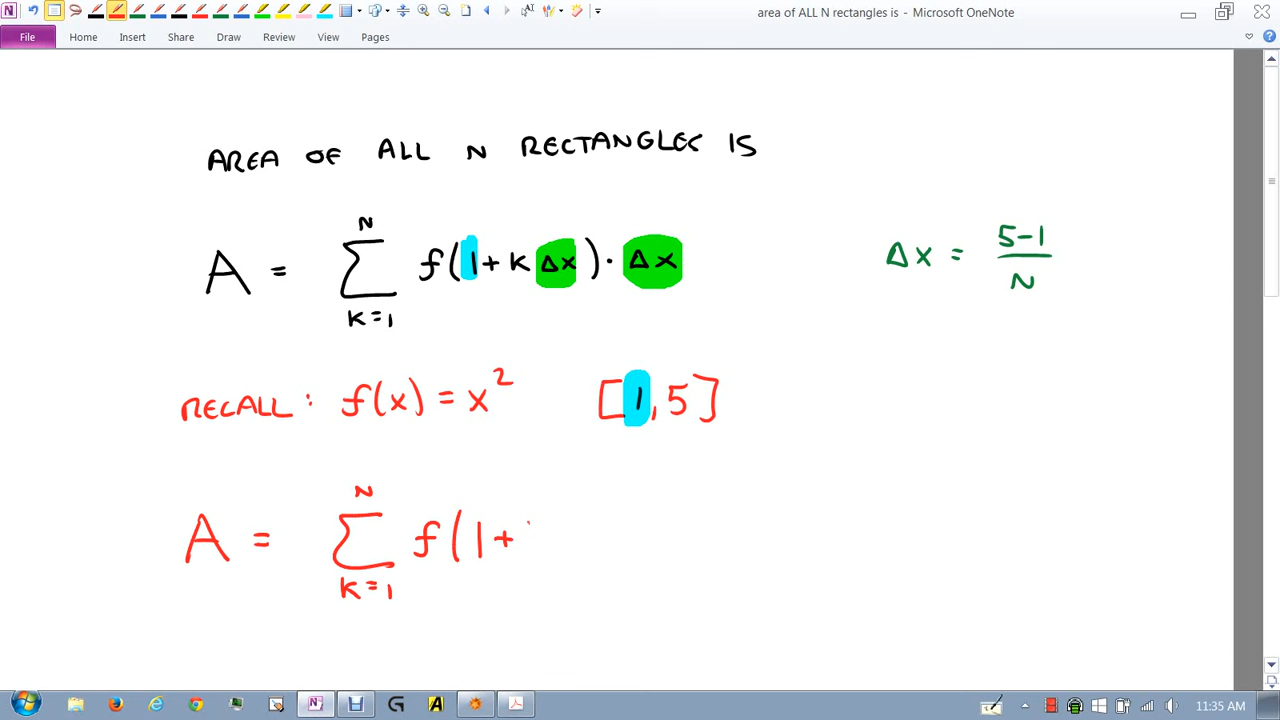 area of ALL N rectangles is - Microsoft OneNote
File Home Insert Share Draw Review View Pages
AREA OF ALL N RECTANGLES IS
A = N Σ k=1 f(1+kΔx)·Δx
Δx = 5-1 / N
RECALL: f(x) = x² [1,5]
A = N Σ k=1 f(1+
11:35 AM